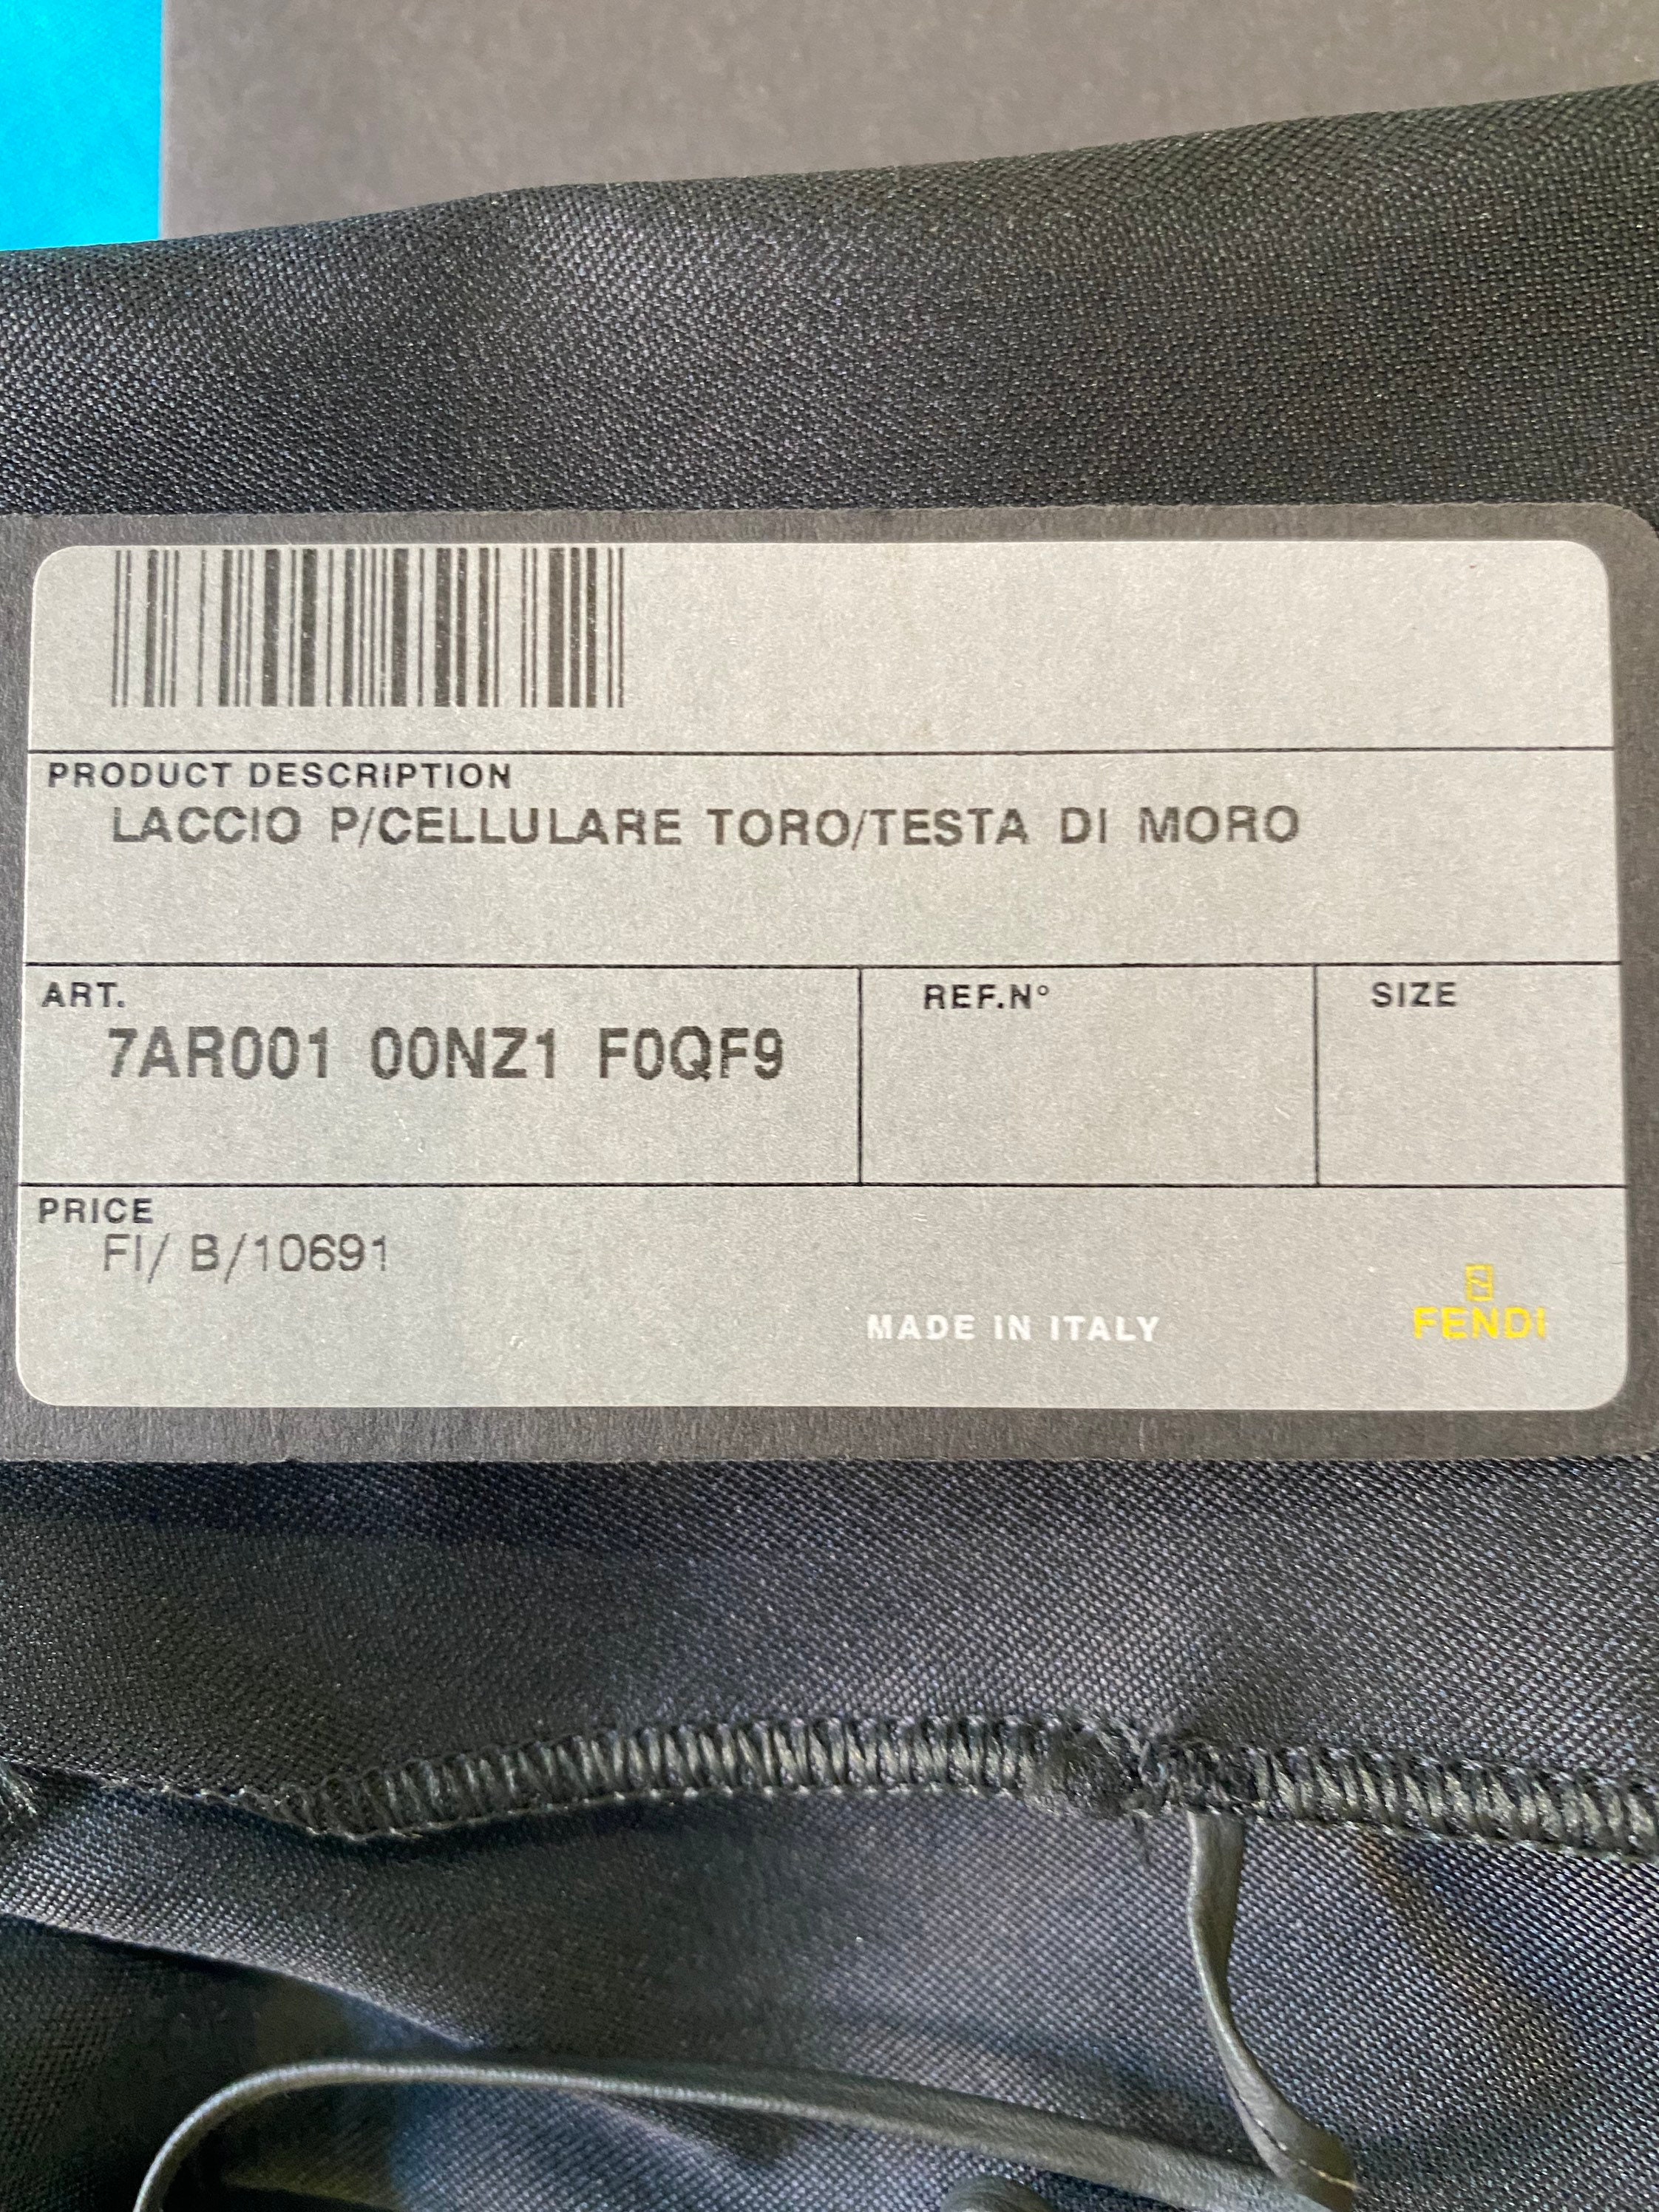 PRODUCT DESCRIPTION
LACCIO P/CELLULARE TORO/TESTA DI MORO
ART.
7AR001 00NZ1 F0QF9
REF.N°
SIZE
PRICE
FI/ B/10691
MADE IN ITALY
FENDI